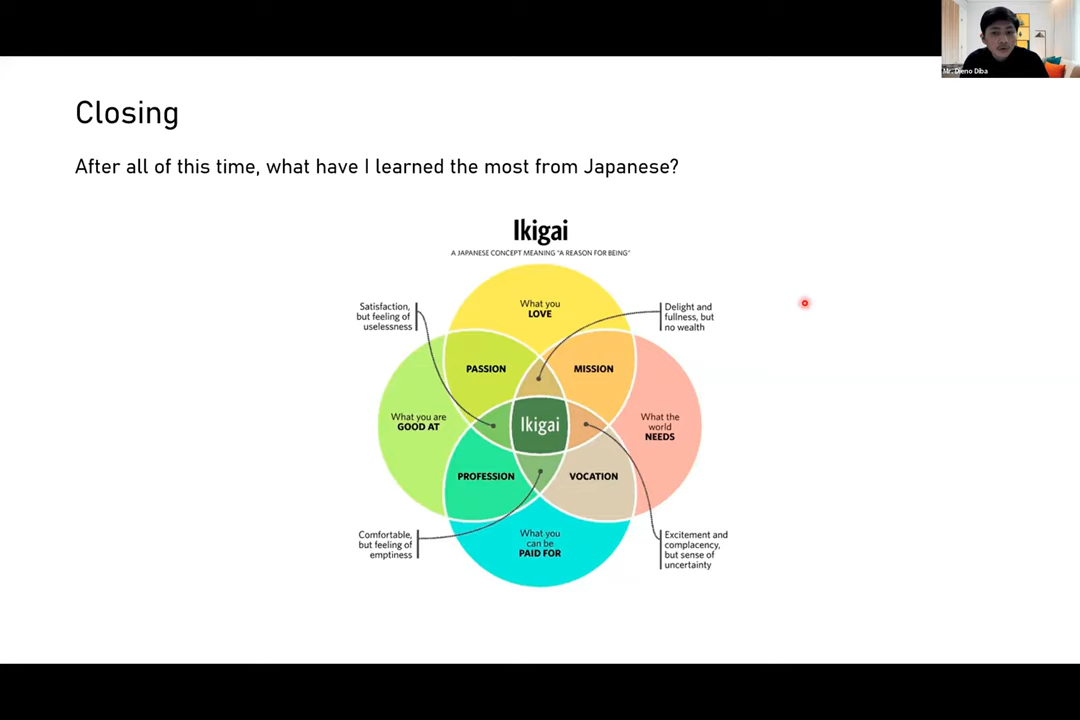 Mr. Dieno Diba
Closing
After all of this time, what have I learned the most from Japanese?
Ikigai
A JAPANESE CONCEPT MEANING "A REASON FOR BEING"
Satisfaction,
but feeling of
uselessness
What you
LOVE
Delight and
fullness, but
no wealth
PASSION
MISSION
What you are
GOOD AT
Ikigai
What the
world
NEEDS
PROFESSION
VOCATION
Comfortable,
but feeling of
emptiness
What you
can be
PAID FOR
Excitement and
complacency,
but sense of
uncertainty